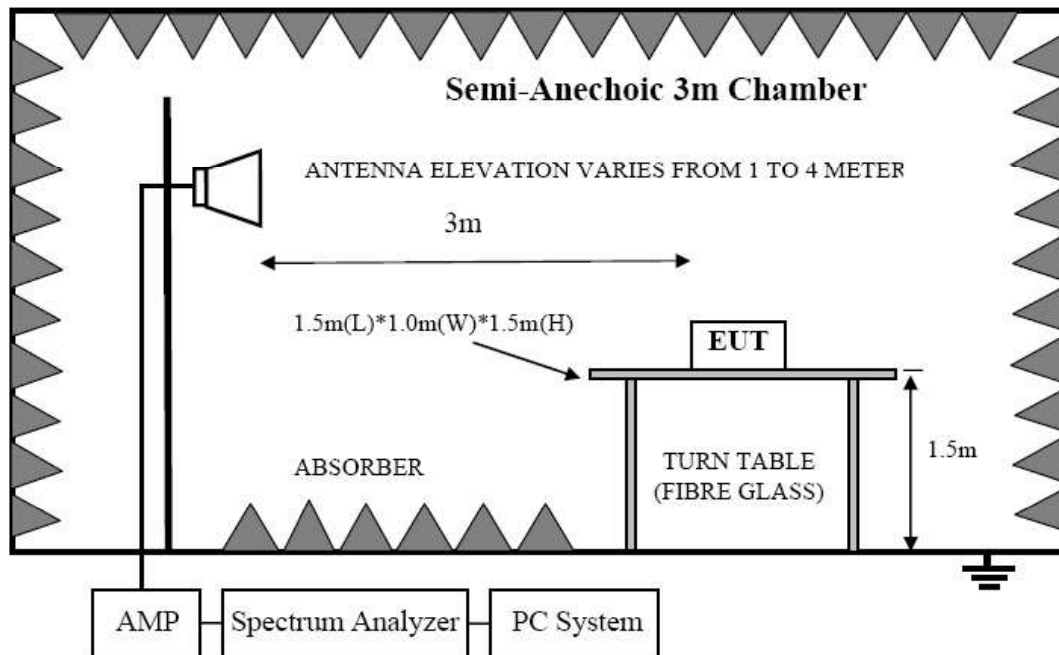 Semi-Anechoic 3m Chamber
ANTENNA ELEVATION VARIES FROM 1 TO 4 METER
3m
1.5m(L)*1.0m(W)*1.5m(H)
EUT
1.5m
ABSORBER
TURN TABLE
(FIBRE GLASS)
AMP
Spectrum Analyzer
PC System